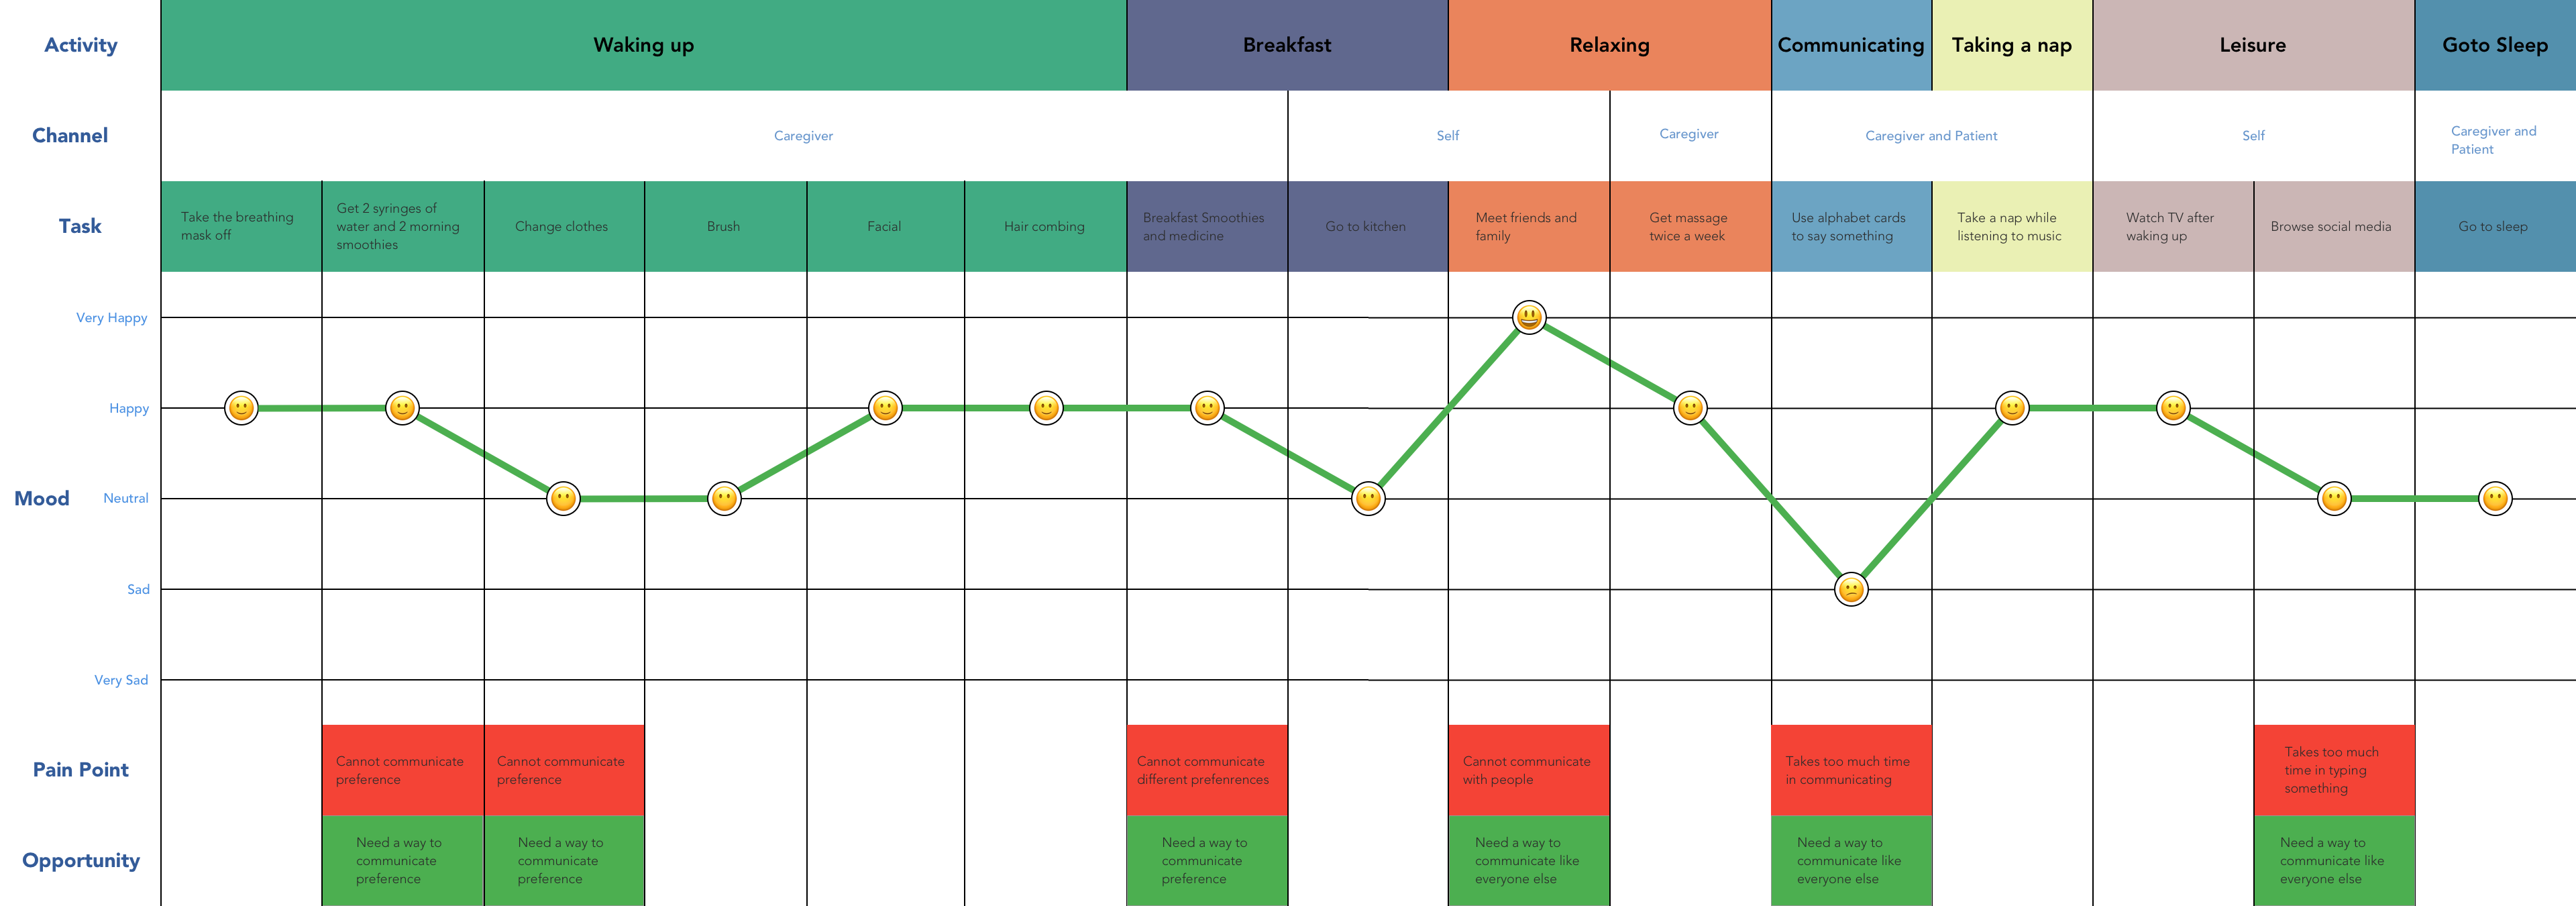 Activity
Waking up
Breakfast
Relaxing
Communicating
Taking a nap
Leisure
Goto Sleep
Channel
Caregiver
Self
Caregiver
Caregiver and Patient
Self
Caregiver and
Patient
Task
Take the breathing
mask off
Get 2 syringes of
water and 2 morning
smoothies
Change clothes
Brush
Facial
Hair combing
Breakfast Smoothies
and medicine
Go to kitchen
Meet friends and
family
Get massage
twice a week
Use alphabet cards
to say something
Take a nap while
listening to music
Watch TV after
waking up
Browse social media
Go to sleep
Mood
Very Happy
Happy
Neutral
Sad
Very Sad
Pain Point
Cannot communicate
preference
Cannot communicate
preference
Cannot communicate
different prefenrences
Cannot communicate
with people
Takes too much time
in communicating
Takes too much
time in typing
something
Opportunity
Need a way to
communicate
preference
Need a way to
communicate
preference
Need a way to
communicate
preference
Need a way to
communicate like
everyone else
Need a way to
communicate like
everyone else
Need a way to
communicate like
everyone else